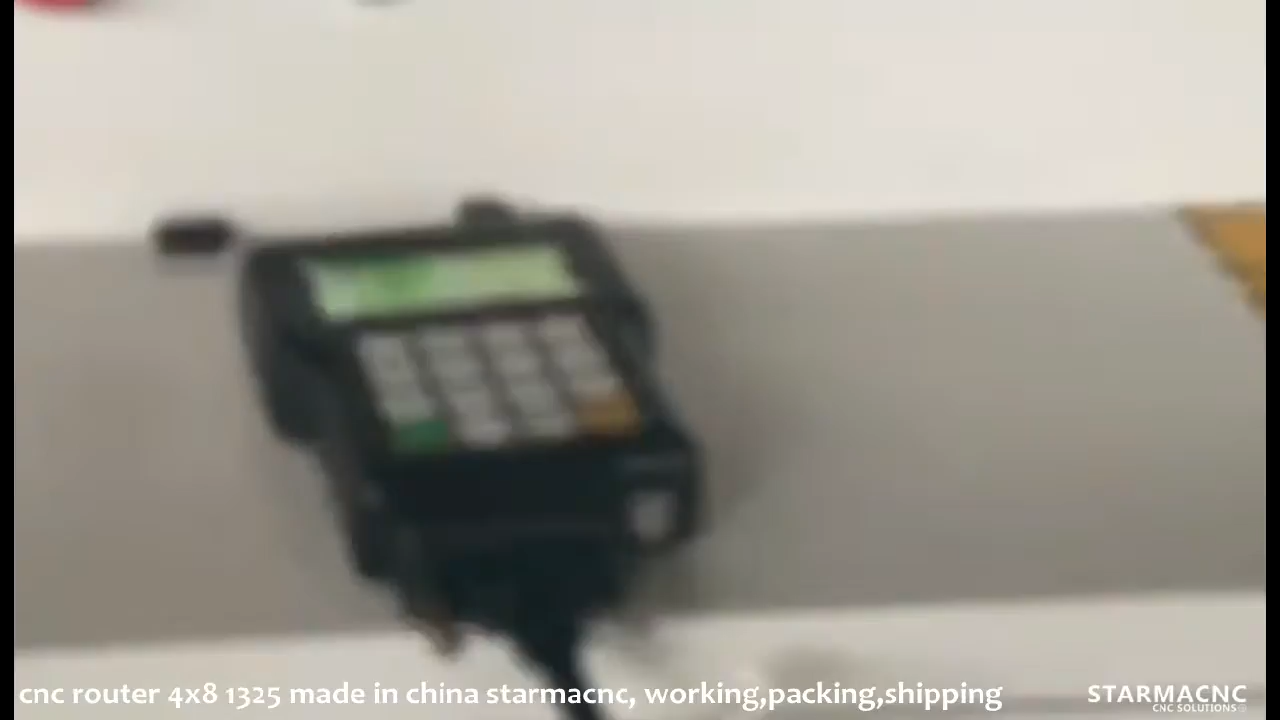 cnc router 4x8 1325 made in china starmacnc, working,packing,shipping
STARMACNC
CNC SOLUTIONS